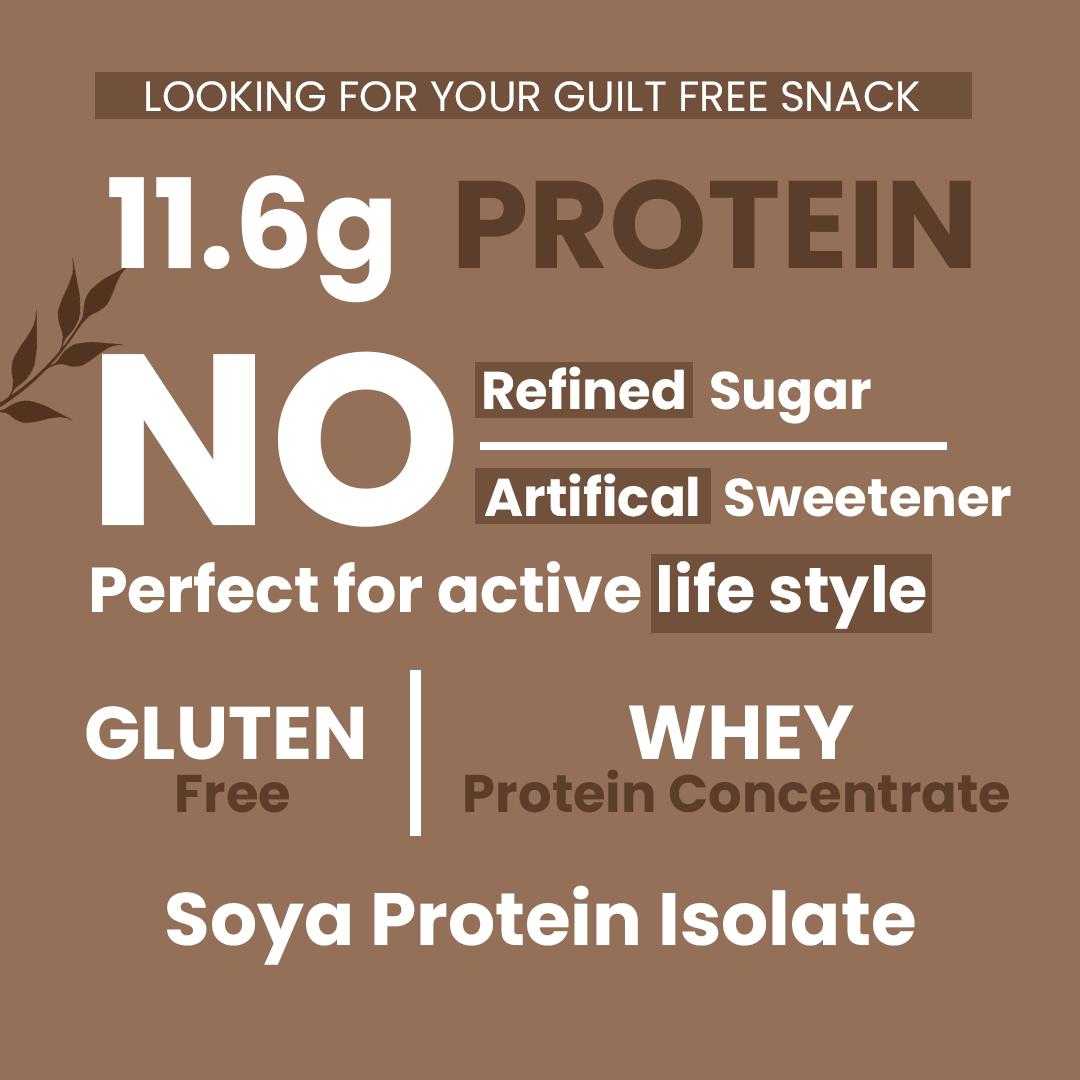 LOOKING FOR YOUR GUILT FREE SNACK
11.6g PROTEIN
NO
Refined Sugar
Artifical Sweetener
Perfect for active life style
GLUTEN
Free
WHEY
Protein Concentrate
Soya Protein Isolate